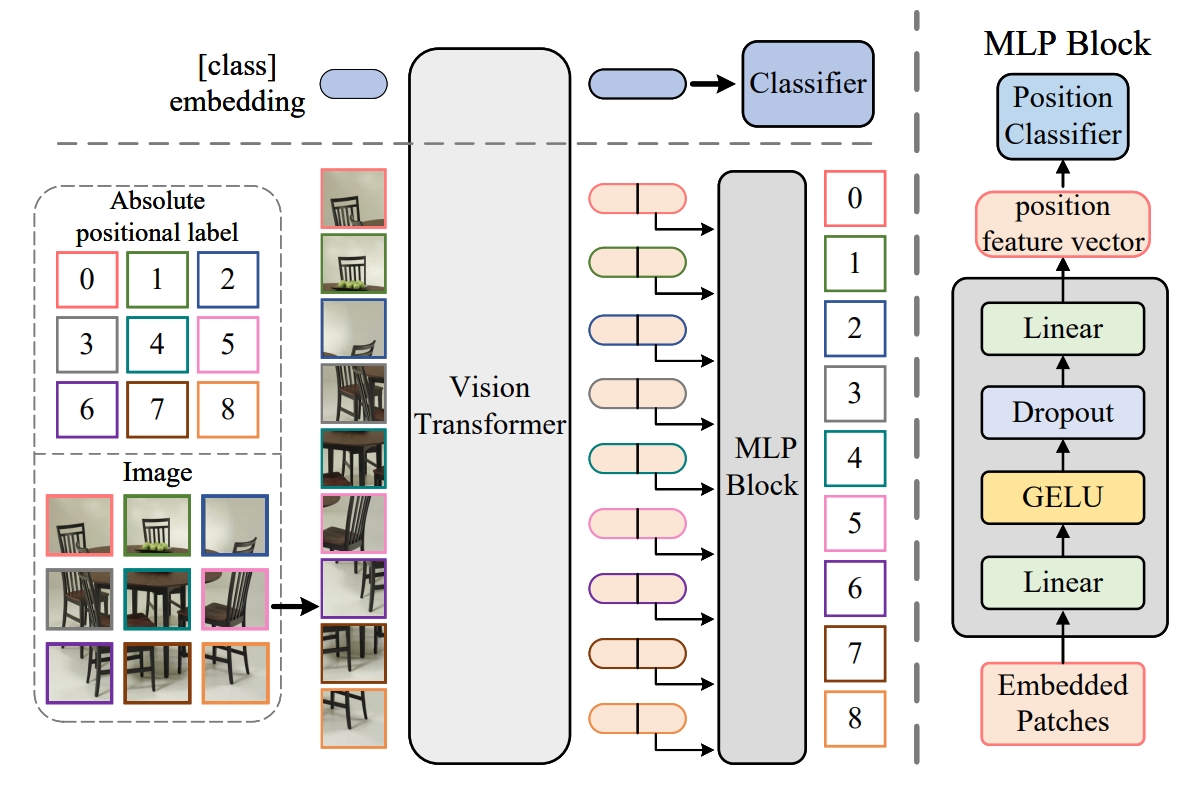 [class]
embedding
Classifier
Absolute
positional label
0
1
2
3
4
5
6
7
8
Image
Vision
Transformer
MLP
Block
0
1
2
3
4
5
6
7
8
MLP Block
Position
Classifier
position
feature vector
Linear
Dropout
GELU
Linear
Embedded
Patches